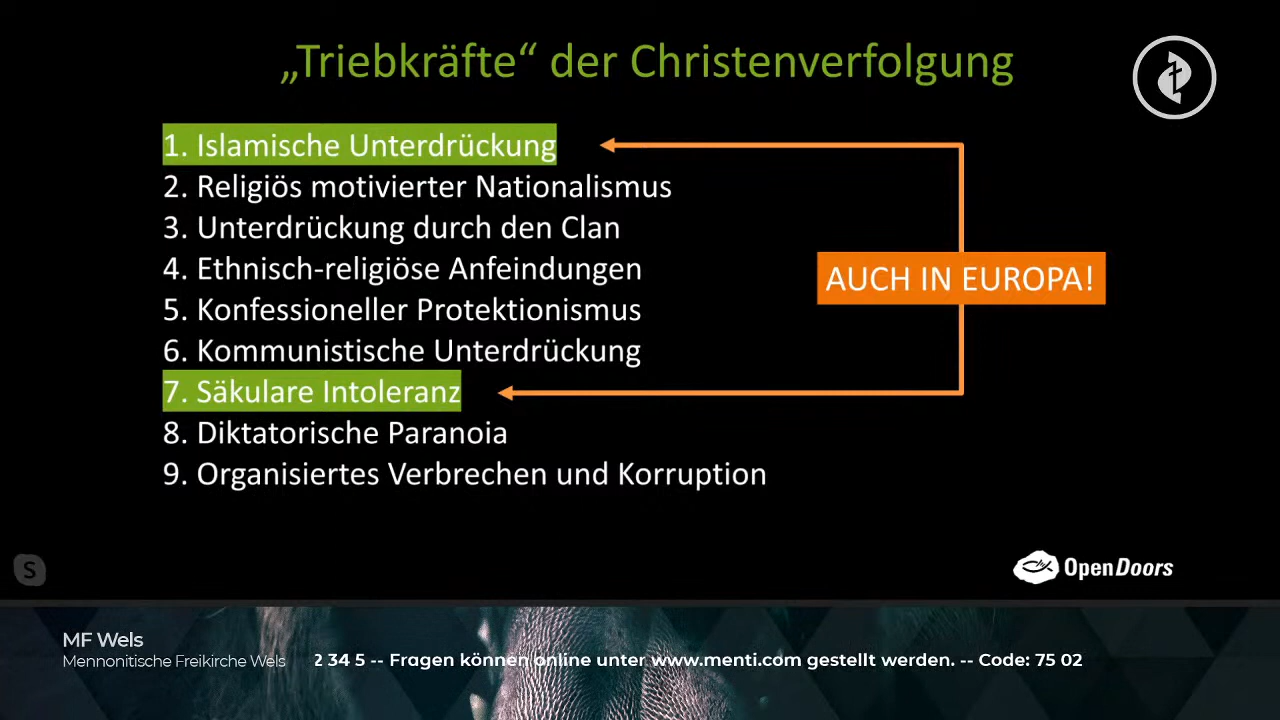 „Triebkräfte“ der Christenverfolgung
1. Islamische Unterdrückung
2. Religiös motivierter Nationalismus
3. Unterdrückung durch den Clan
4. Ethnisch-religiöse Anfeindungen
5. Konfessioneller Protektionismus
6. Kommunistische Unterdrückung
7. Säkulare Intoleranz
8. Diktatorische Paranoia
9. Organisiertes Verbrechen und Korruption
AUCH IN EUROPA!
S
OpenDoors
MF Wels
Mennonitische Freikirche Wels
2 34 5 -- Fragen können online unter www.menti.com gestellt werden. -- Code: 75 02